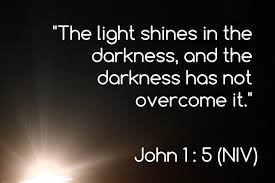 "The light shines in the
darkness, and the
darkness has not
overcome it."
John 1 : 5 (NIV)